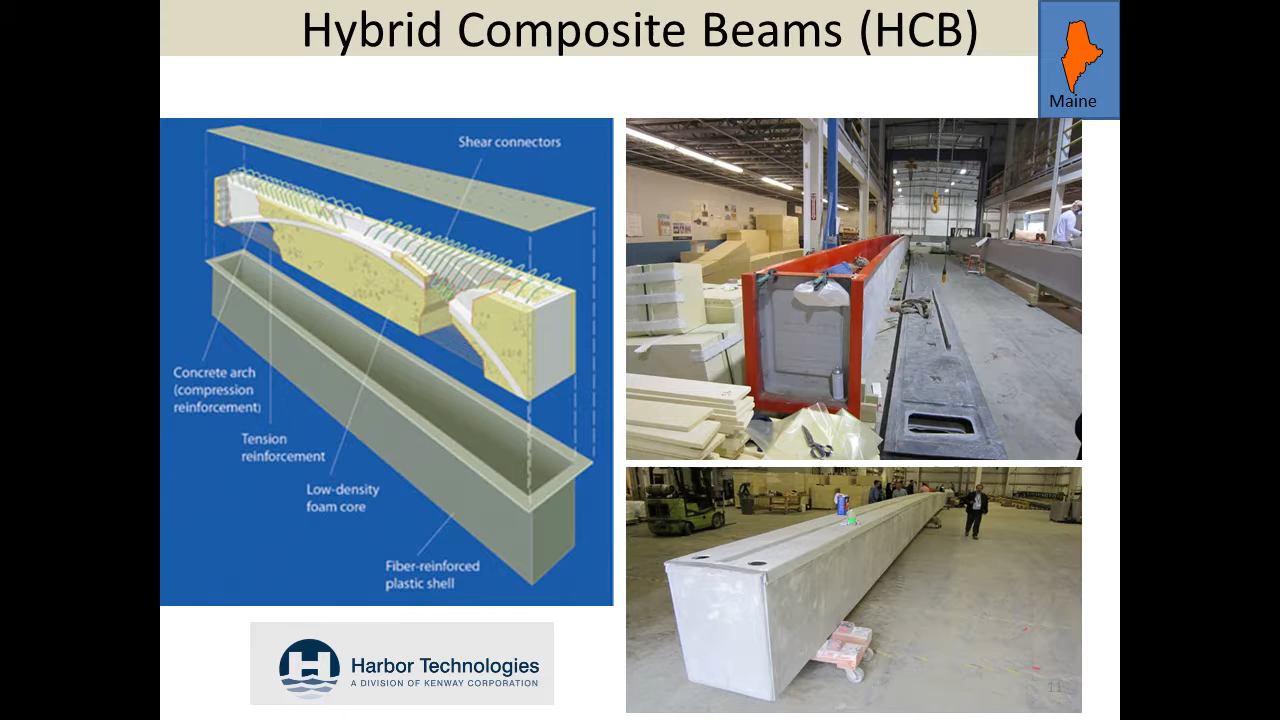 Hybrid Composite Beams (HCB)
Maine
Shear connectors
Concrete arch
(compression
reinforcement)
Tension
reinforcement
Low-density
foam core
Fiber-reinforced
plastic shell
Harbor Technologies
A DIVISION OF KENWAY CORPORATION
11